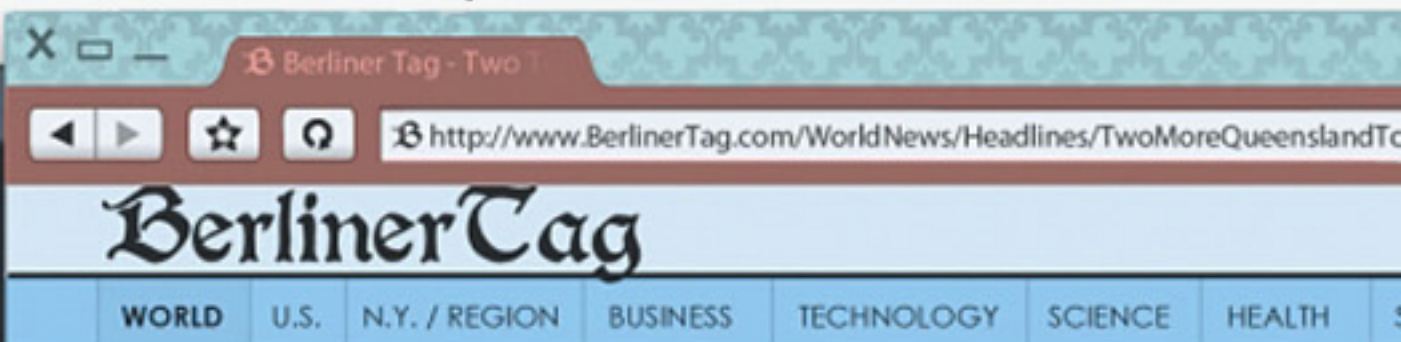 Berliner Tag - Two
http://www.BerlinerTag.com/WorldNews/Headlines/TwoMoreQueenslandTo
BerlinerTag
WORLD U.S. N.Y. / REGION BUSINESS TECHNOLOGY SCIENCE HEALTH